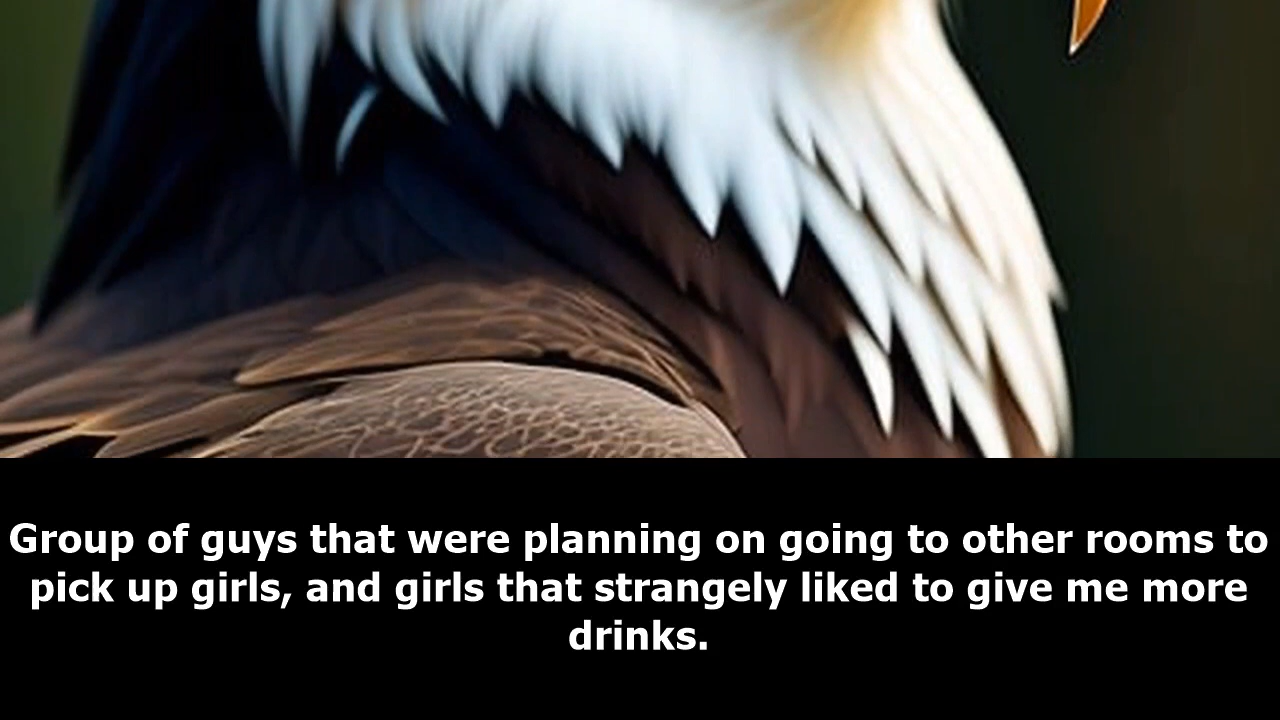 Group of guys that were planning on going to other rooms to
pick up girls, and girls that strangely liked to give me more
drinks.